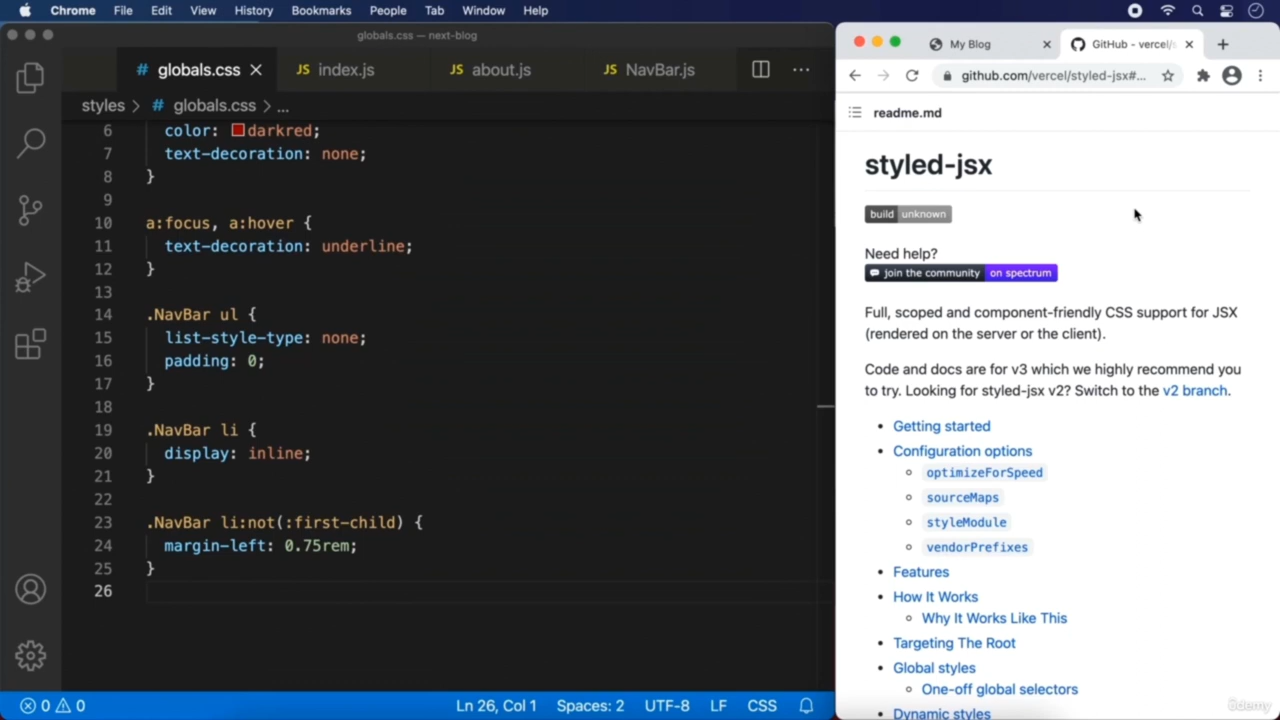 Chrome File Edit View History Bookmarks People Tab Window Help
globals.css — next-blog
# globals.css
JS index.js
JS about.js
JS NavBar.js
styles > # globals.css > ...
6 color: darkred;
7 text-decoration: none;
8 }
9
10 a:focus, a:hover {
11 text-decoration: underline;
12 }
13
14 .NavBar ul {
15 list-style-type: none;
16 padding: 0;
17 }
18
19 .NavBar li {
20 display: inline;
21 }
22
23 .NavBar li:not(:first-child) {
24 margin-left: 0.75rem;
25 }
26
0 0 Ln 26, Col 1 Spaces: 2 UTF-8 LF CSS
My Blog
GitHub - vercel/s
github.com/vercel/styled-jsx#...
readme.md
styled-jsx
build unknown
Need help?
join the community on spectrum
Full, scoped and component-friendly CSS support for JSX
(rendered on the server or the client).
Code and docs are for v3 which we highly recommend you
to try. Looking for styled-jsx v2? Switch to the v2 branch.
• Getting started
• Configuration options
optimizeForSpeed
sourceMaps
styleModule
vendorPrefixes
• Features
• How It Works
Why It Works Like This
• Targeting The Root
• Global styles
One-off global selectors
• Dynamic styles
ûdemy